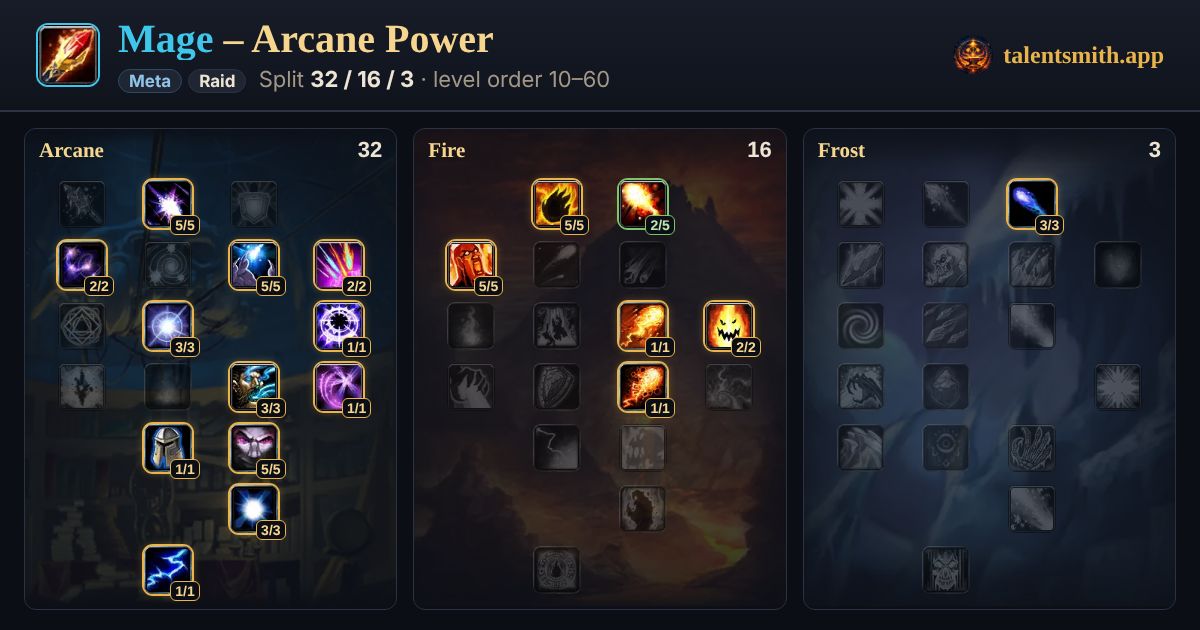 Mage – Arcane Power
talentsmith.app
Meta Raid Split 32 / 16 / 3 · level order 10–60
Arcane 32
5/5
2/2 5/5 2/2
3/3 1/1
3/3 1/1
1/1 5/5
3/3
1/1
Fire 16
5/5 2/5
5/5
1/1 2/2
1/1
Frost 3
3/3